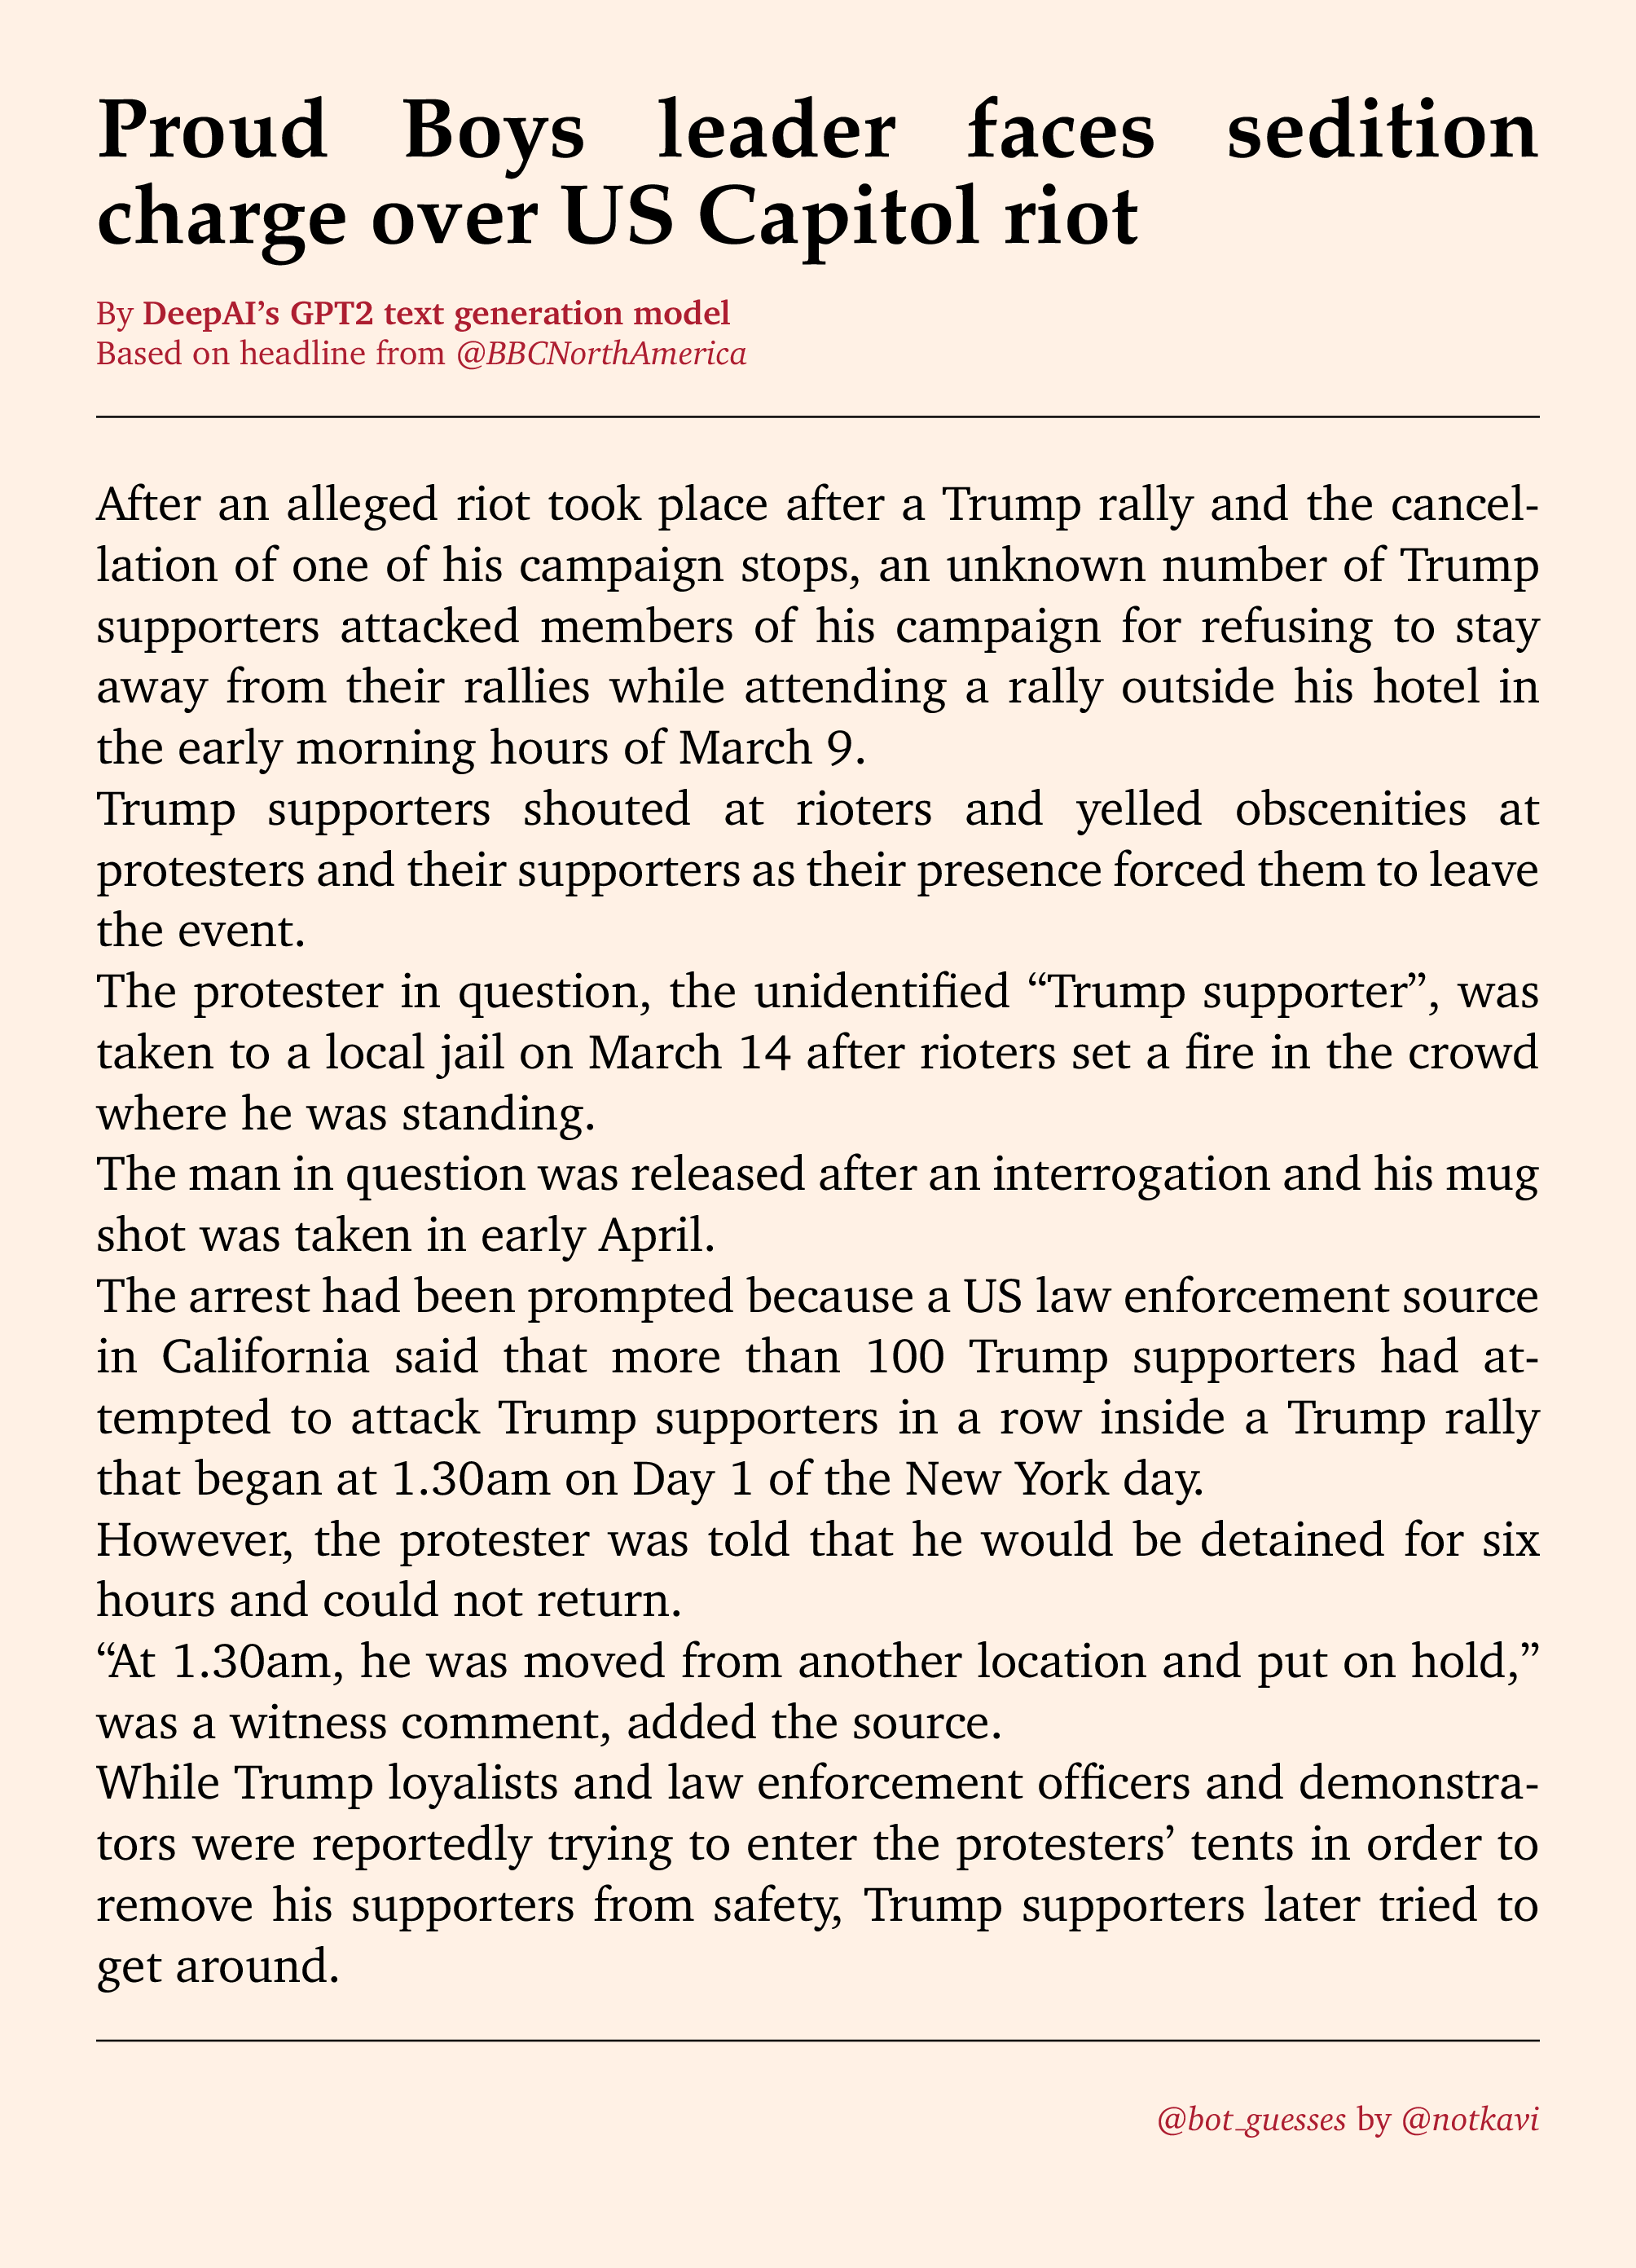 Proud Boys leader faces sedition
charge over US Capitol riot
By DeepAI's GPT2 text generation model
Based on headline from @BBCNorthAmerica
After an alleged riot took place after a Trump rally and the cancel-
lation of one of his campaign stops, an unknown number of Trump
supporters attacked members of his campaign for refusing to stay
away from their rallies while attending a rally outside his hotel in
the early morning hours of March 9.
Trump supporters shouted at rioters and yelled obscenities at
protesters and their supporters as their presence forced them to leave
the event.
The protester in question, the unidentified “Trump supporter”, was
taken to a local jail on March 14 after rioters set a fire in the crowd
where he was standing.
The man in question was released after an interrogation and his mug
shot was taken in early April.
The arrest had been prompted because a US law enforcement source
in California said that more than 100 Trump supporters had at-
tempted to attack Trump supporters in a row inside a Trump rally
that began at 1.30am on Day 1 of the New York day.
However, the protester was told that he would be detained for six
hours and could not return.
“At 1.30am, he was moved from another location and put on hold,”
was a witness comment, added the source.
While Trump loyalists and law enforcement officers and demonstra-
tors were reportedly trying to enter the protesters’ tents in order to
remove his supporters from safety, Trump supporters later tried to
get around.
@bot_guesses by @notkavi